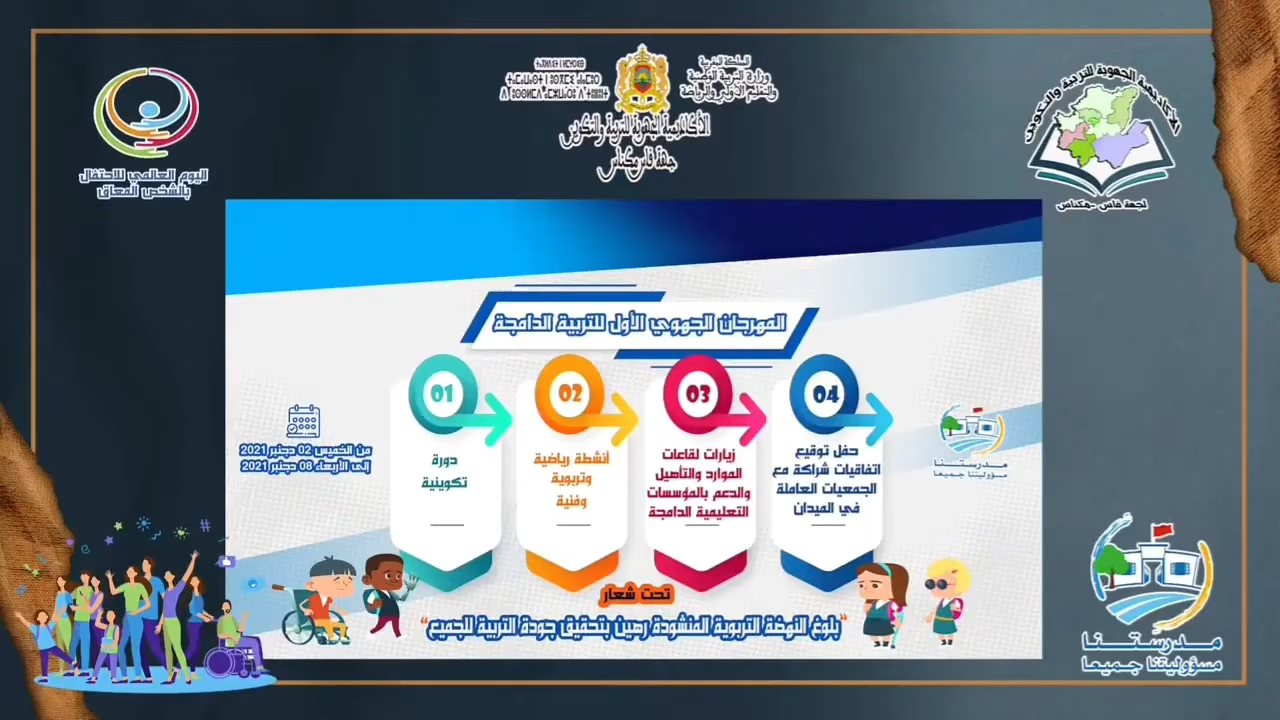 المملكة المغربية
وزارة التربية الوطنية
والتعليم الأولي والرياضة
الأكاديمية الجهوية للتربية والتكوين
جهة فاس مكناس
اليوم العالمي للاحتفال
بالشخص المعاق
الأكاديمية الجهوية للتربية والتكوين
لجهة فاس -مكناس
المهرجان الجهوي الأول للتربية الدامجة
من الخميس 02 دجنبر 2021
إلى الأربعاء 08 دجنبر 2021
01
دورة
تكوينية
02
أنشطة رياضية
وتربوية
وفنية
03
زيارات لقاعات
الموارد والتأهيل
والدعم بالمؤسسات
التعليمية الدامجة
04
حفل توقيع
اتفاقيات شراكة مع
الجمعيات العاملة
في الميدان
مدرستنا
مسؤوليتنا جميعا
تحت شعار
"بلوغ النهضة التربوية المنشودة رهين بتحقيق جودة التربية للجميع"
مدرستنا
مسؤوليتنا جميعا